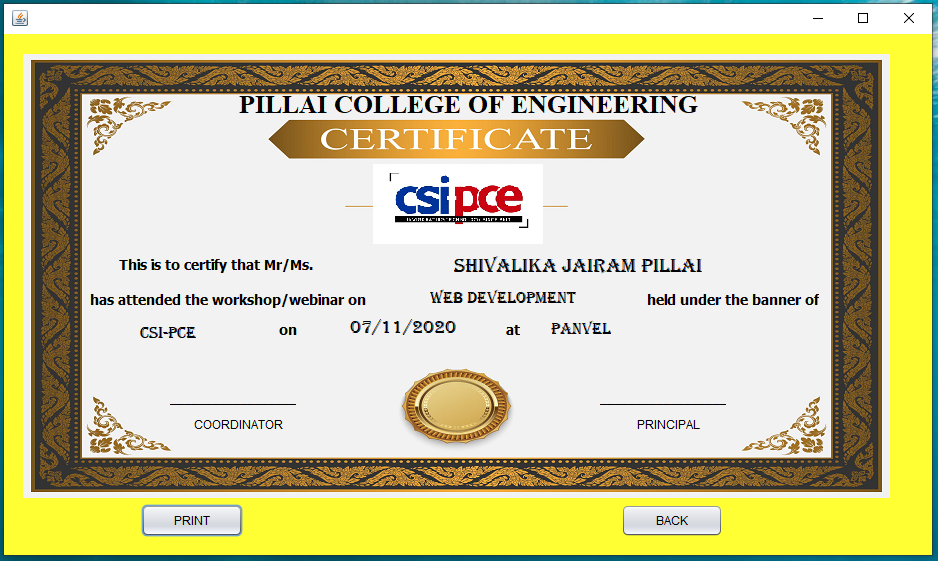 PILLAI COLLEGE OF ENGINEERING
CERTIFICATE
csi pce
This is to certify that Mr/Ms. SHIVALIKA JAIRAM PILLAI
has attended the workshop/webinar on WEB DEVELOPMENT held under the banner of
CSI-PCE on 07/11/2020 at PANVEL
COORDINATOR PRINCIPAL
PRINT BACK